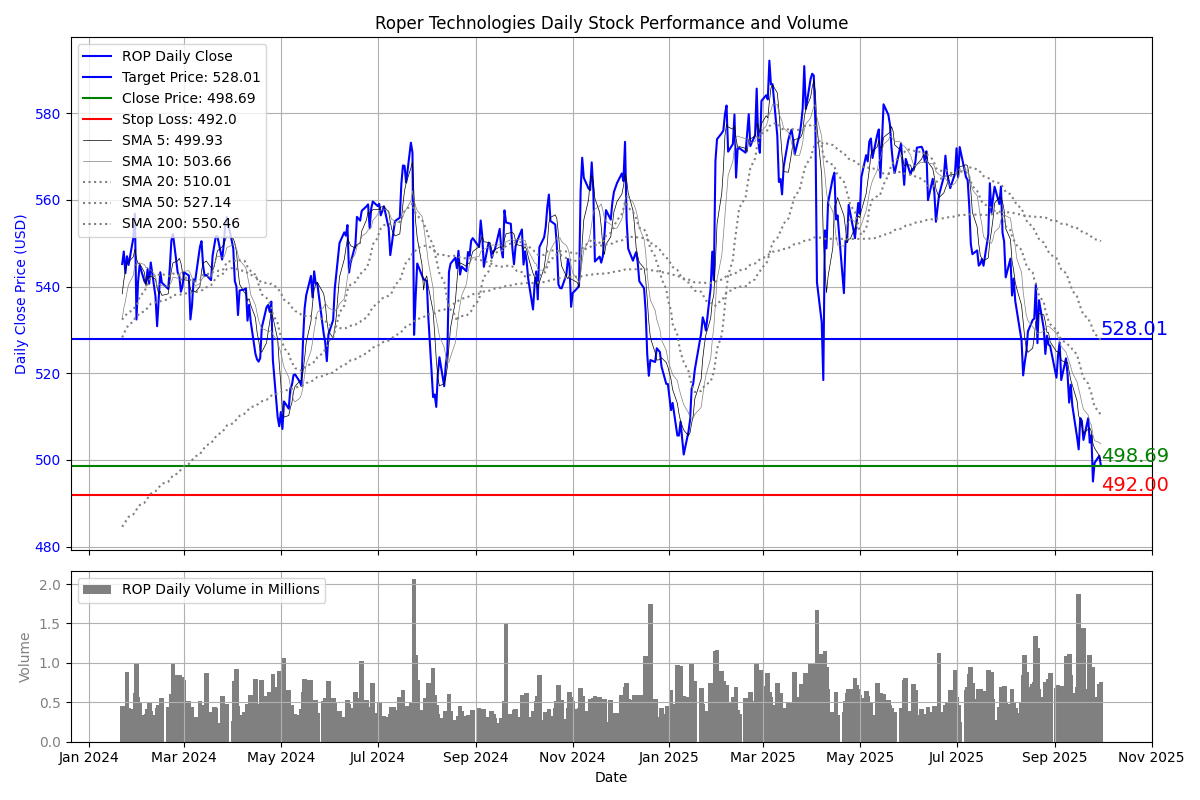 Roper Technologies Daily Stock Performance and Volume
ROP Daily Close
Target Price: 528.01
Close Price: 498.69
Stop Loss: 492.0
SMA 5: 499.93
SMA 10: 503.66
SMA 20: 510.01
SMA 50: 527.14
SMA 200: 550.46
Daily Close Price (USD)
580
560
540
520
500
480
528.01
498.69
492.00
ROP Daily Volume in Millions
Volume
2.0
1.5
1.0
0.5
0.0
Jan 2024 Mar 2024 May 2024 Jul 2024 Sep 2024 Nov 2024 Jan 2025 Mar 2025 May 2025 Jul 2025 Sep 2025 Nov 2025
Date